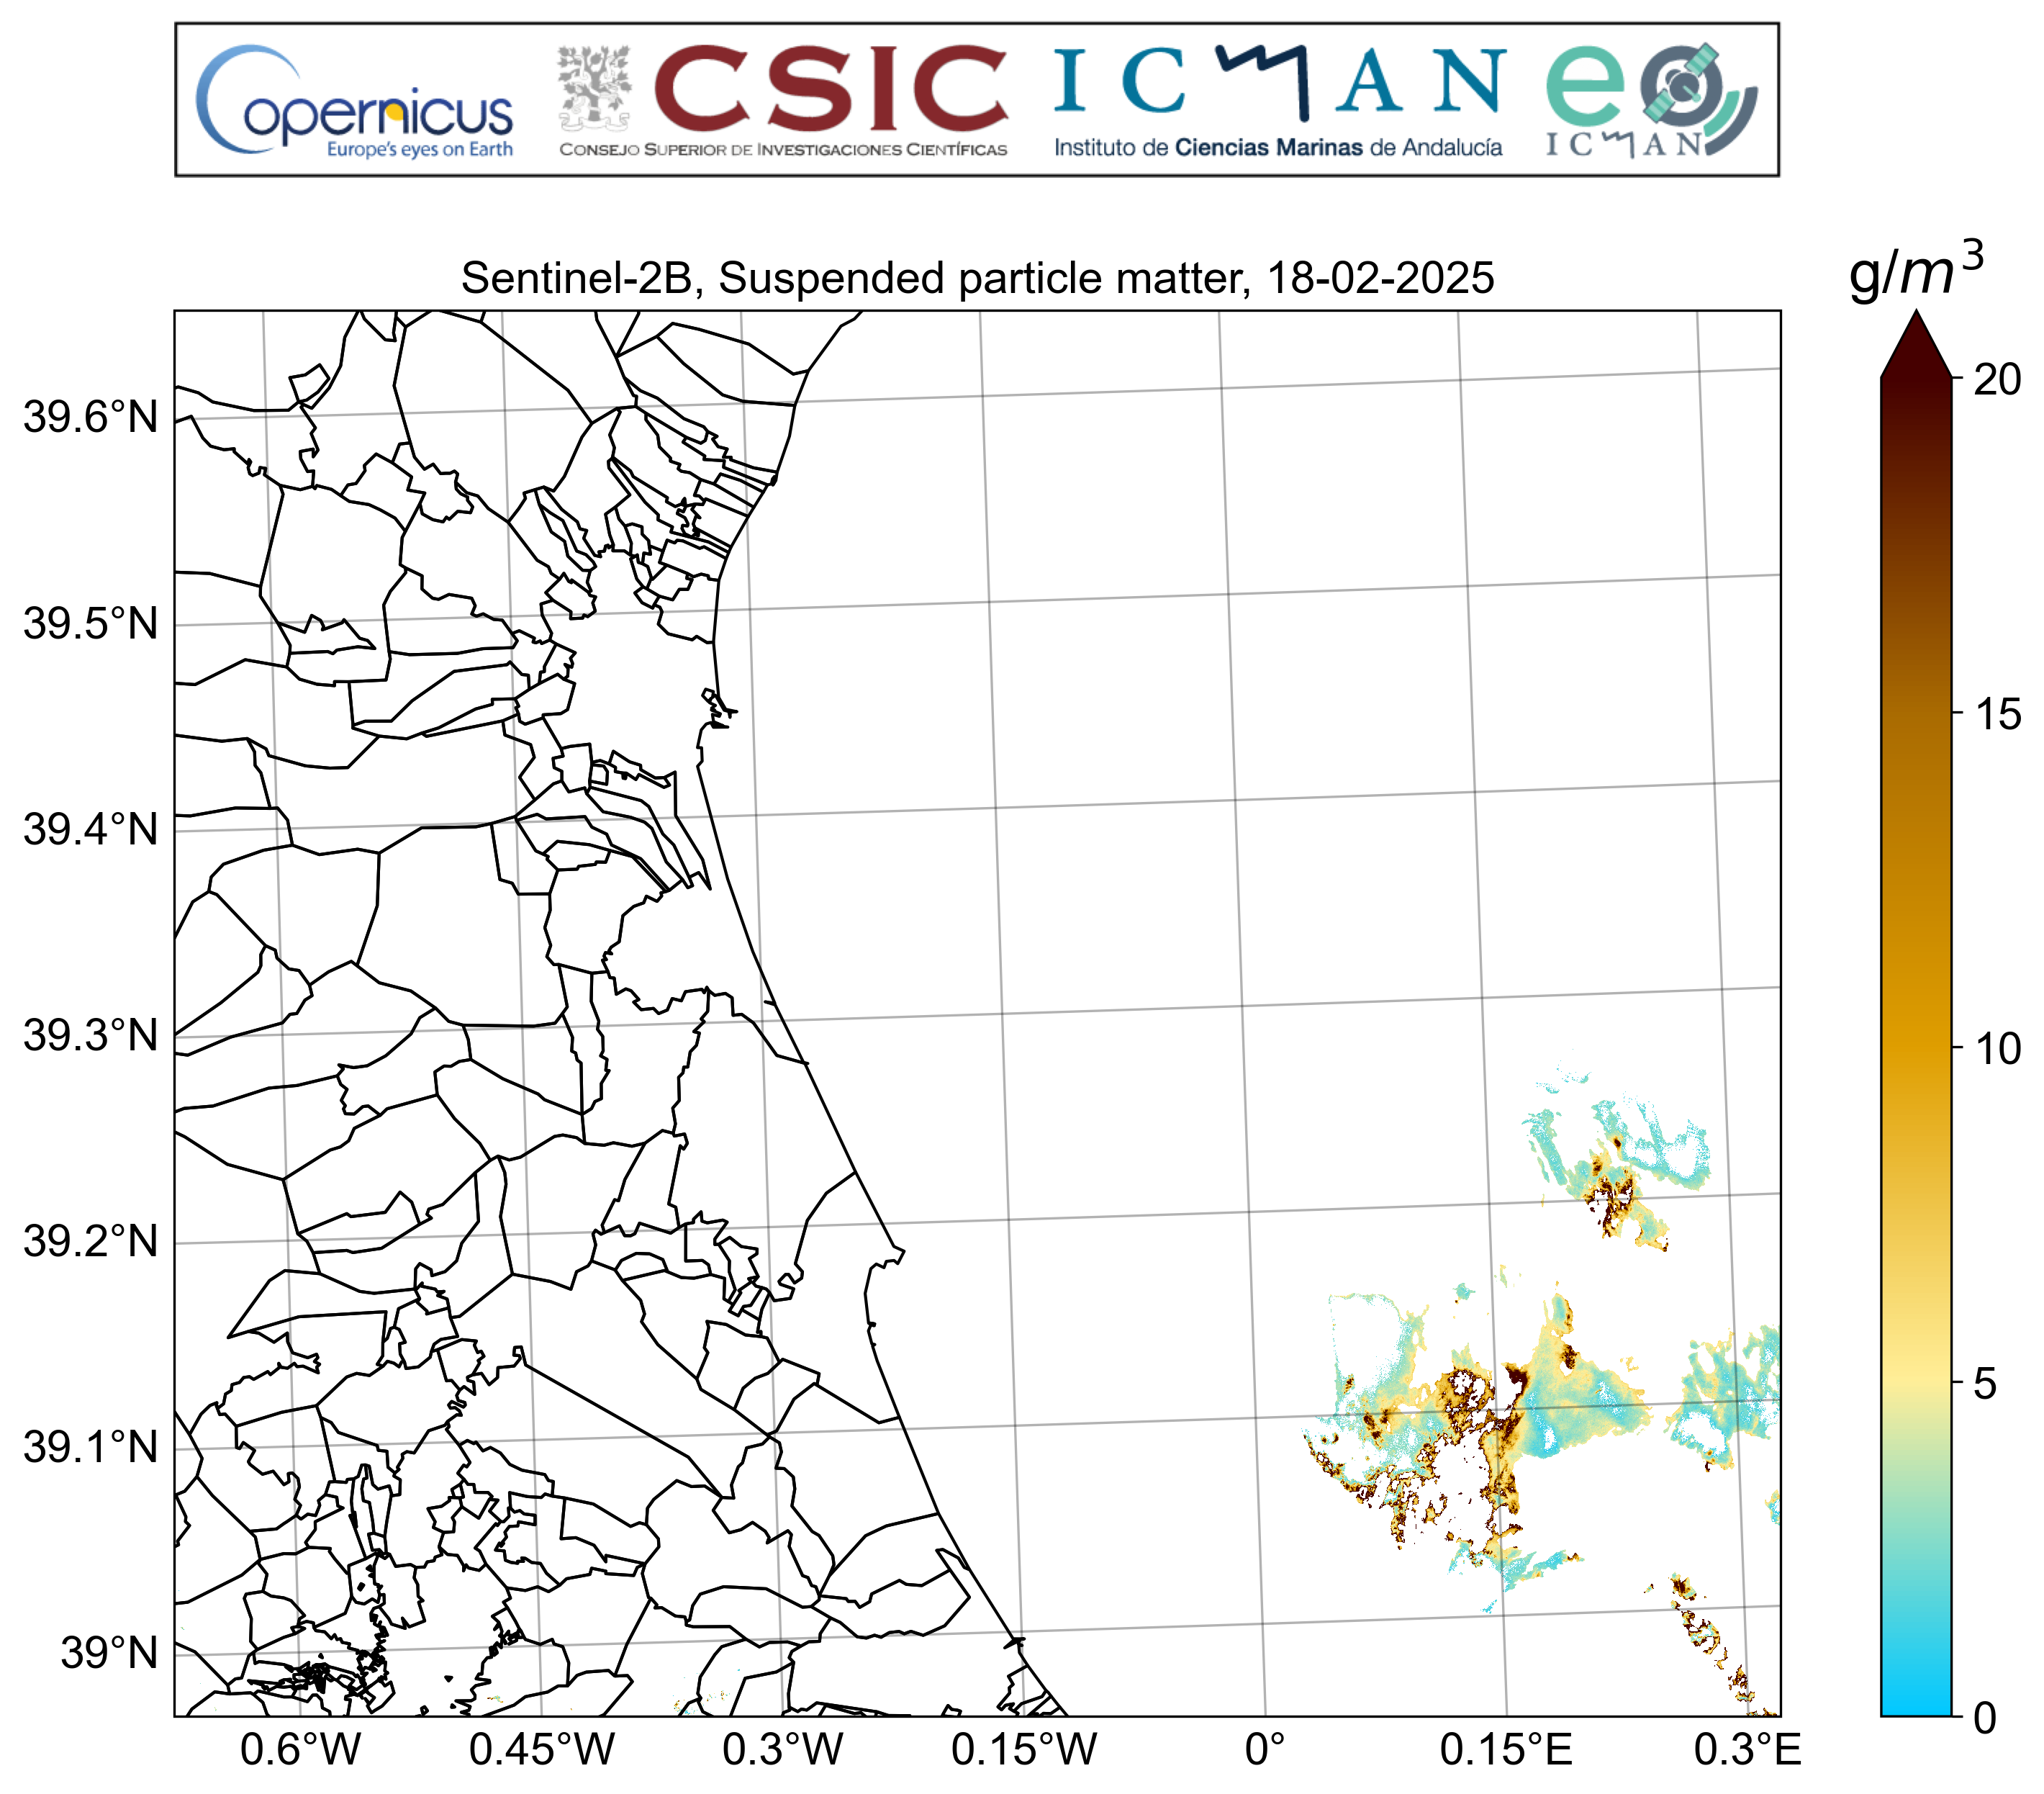 Copernicus
Europe's eyes on Earth
CSIC
CONSEJO SUPERIOR DE INVESTIGACIONES CIENTÍFICAS
ICMAN
Instituto de Ciencias Marinas de Andalucía
eo
ICMAN
Sentinel-2B, Suspended particle matter, 18-02-2025
g/m³
39.6°N
39.5°N
39.4°N
39.3°N
39.2°N
39.1°N
39°N
0.6°W
0.45°W
0.3°W
0.15°W
0°
0.15°E
0.3°E
20
15
10
5
0